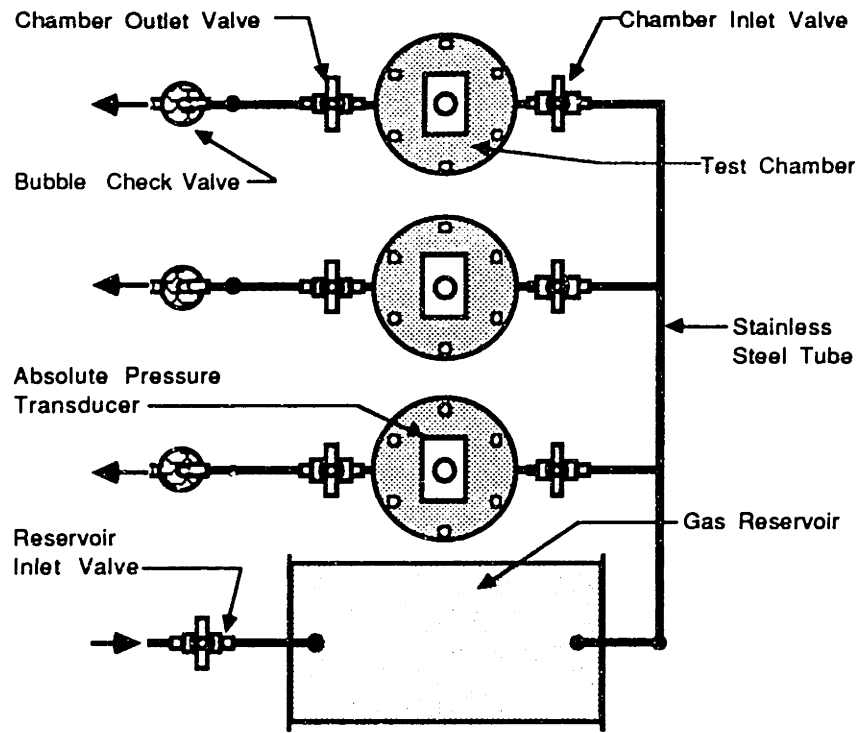 Chamber Outlet Valve
Chamber Inlet Valve
Bubble Check Valve
Test Chamber
Stainless
Steel Tube
Absolute Pressure
Transducer
Gas Reservoir
Reservoir
Inlet Valve